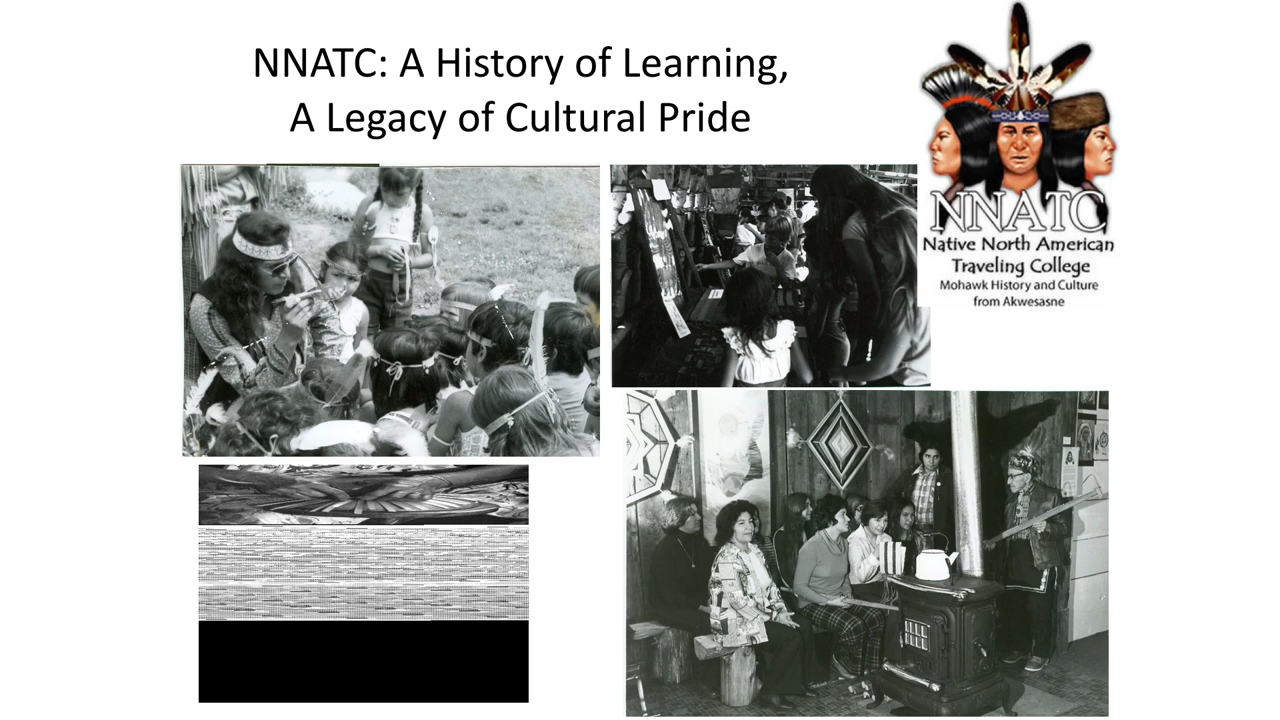 NNATC: A History of Learning,
A Legacy of Cultural Pride
NNATC
Native North American
Traveling College
Mohawk History and Culture
from Akwesasne